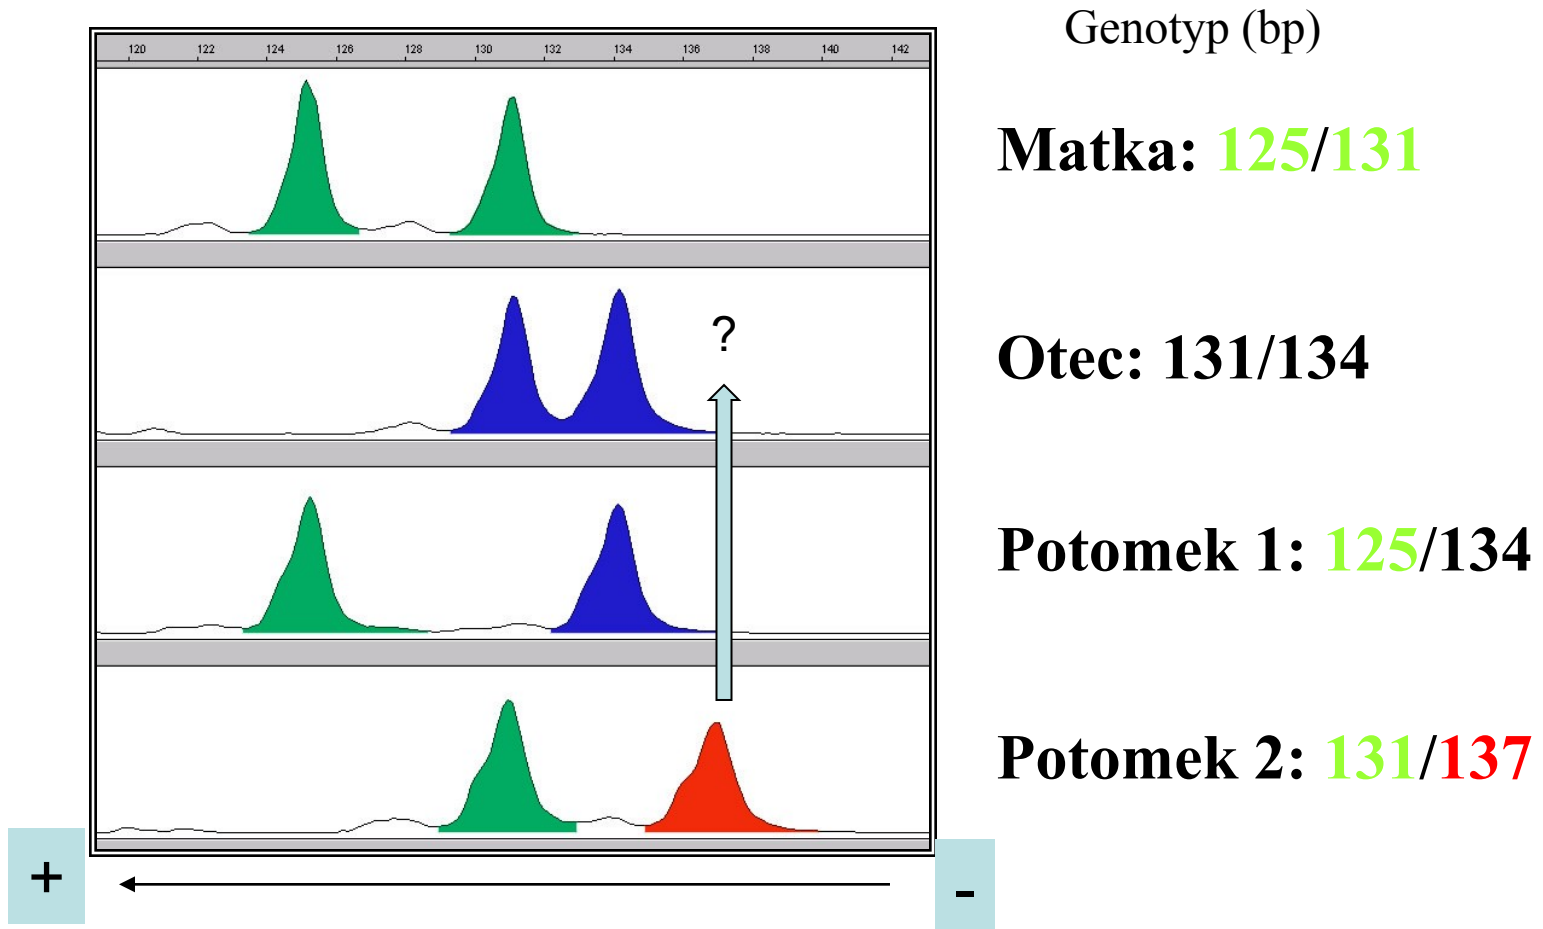 Genotyp (bp)
120 122 124 126 128 130 132 134 136 138 140 142
Matka: 125/131
?
Otec: 131/134
Potomek 1: 125/134
Potomek 2: 131/137
+
-